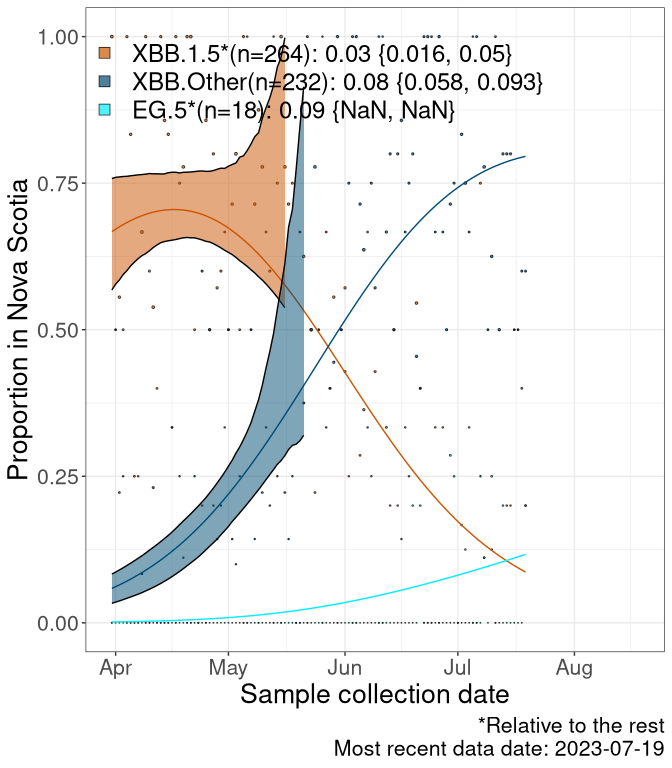 XBB.1.5*(n=264): 0.03 {0.016, 0.05}
XBB.Other(n=232): 0.08 {0.058, 0.093}
EG.5*(n=18): 0.09 {NaN, NaN}
1.00
0.75
0.50
0.25
0.00
Proportion in Nova Scotia
Apr May Jun Jul Aug
Sample collection date
*Relative to the rest
Most recent data date: 2023-07-19